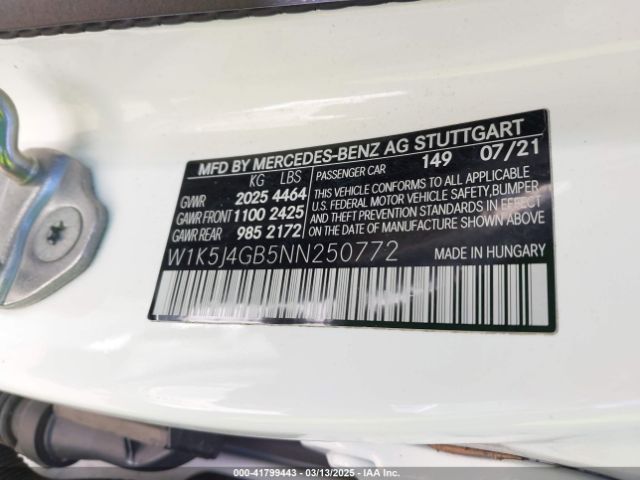 MFD BY MERCEDES-BENZ AG STUTTGART
KG LBS PASSENGER CAR 149 07/21
GVWR 2025 4464 THIS VEHICLE CONFORMS TO ALL APPLICABLE
GAWR FRONT 1100 2425 U.S. FEDERAL MOTOR VEHICLE SAFETY, BUMPER
GAWR REAR 985 2172 AND THEFT PREVENTION STANDARDS IN EFFECT
ON THE DATE OF MANUFACTURE SHOWN ABOVE.
W1K5J4GB5NN250772 MADE IN HUNGARY
000-41799443 — 03/13/2025 — IAA Inc.